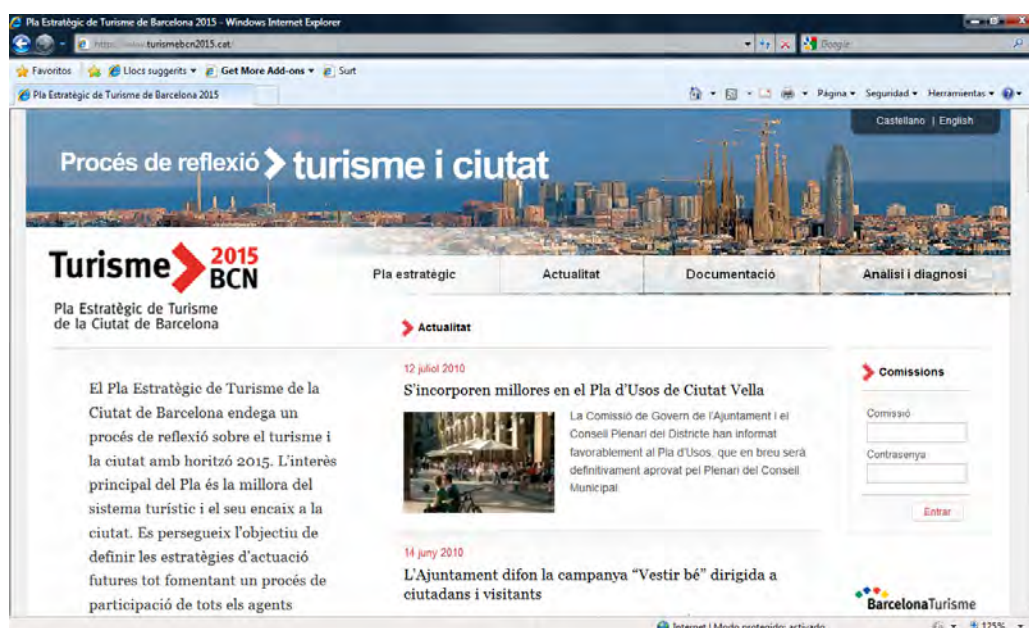 Pla Estratègic de Turisme de Barcelona 2015 - Windows Internet Explorer
turismebcn2015.cat
Google
Favoritos Llocs suggerits Get More Add-ons Surt
Pla Estratègic de Turisme de Barcelona 2015
Página Seguridad Herramientas
Castellano | English
Procés de reflexió turisme i ciutat
Turisme 2015 BCN
Pla Estratègic de Turisme
de la Ciutat de Barcelona
Pla estratègic Actualitat Documentació Anàlisi i diagnosi
El Pla Estratègic de Turisme de la
Ciutat de Barcelona endega un
procés de reflexió sobre el turisme i
la ciutat amb horitzó 2015. L'interès
principal del Pla és la millora del
sistema turístic i el seu encaix a la
ciutat. Es persegueix l'objectiu de
definir les estratègies d'actuació
futures tot fomentant un procés de
participació de tots els agents
Actualitat
12 juliol 2010
S'incorporen millores en el Pla d'Usos de Ciutat Vella
La Comissió de Govern de l'Ajuntament i el
Consell Plenari del Districte han informat
favorablement al Pla d'Usos, que en breu serà
definitivament aprovat pel Plenari del Consell
Municipal.
14 juny 2010
L'Ajuntament difon la campanya "Vestir bé" dirigida a
ciutadans i visitants
Comissions
Comissió
Contrasenya
Entrar
BarcelonaTurisme
Internet | Modo protegido: activado
125%